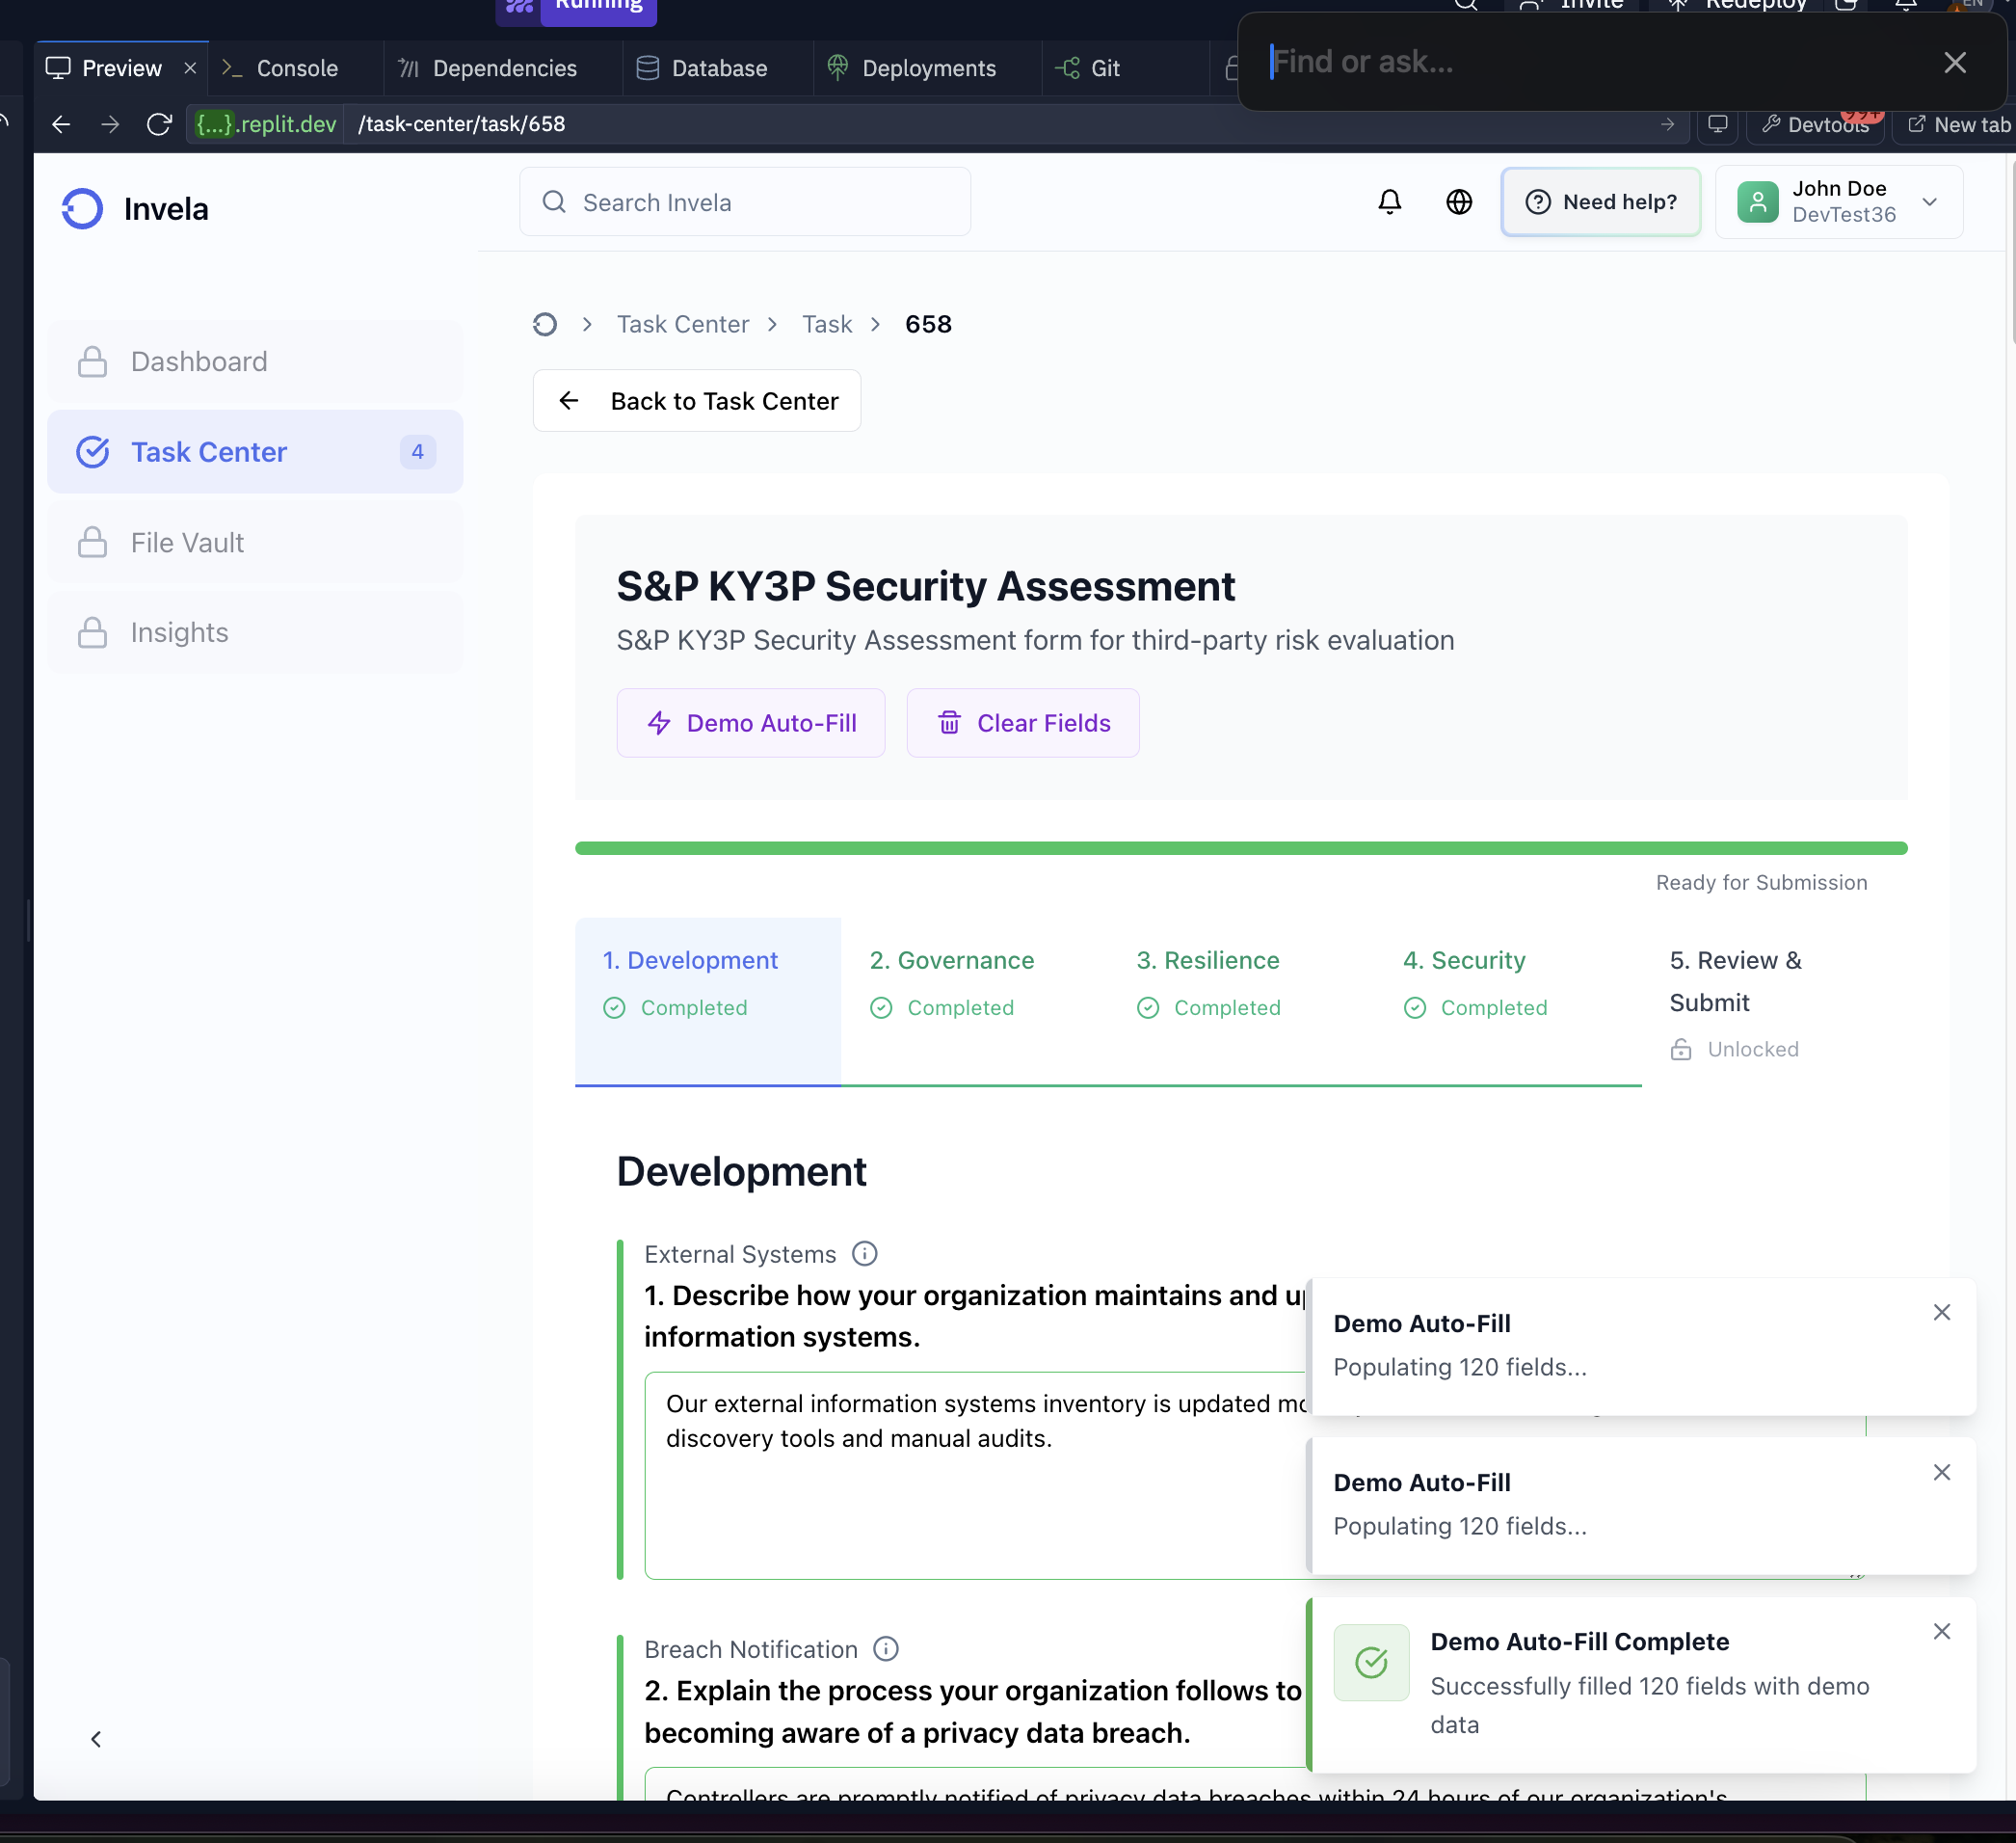 Running
Invite
Redeploy
EN
Find or ask...
Preview
Console
Dependencies
Database
Deployments
Git
{...}.replit.dev
/task-center/task/658
Devtools
99+
New tab
Invela
Search Invela
Need help?
John Doe
DevTest36
Dashboard
Task Center
4
File Vault
Insights
Task Center
Task
658
Back to Task Center
S&P KY3P Security Assessment
S&P KY3P Security Assessment form for third-party risk evaluation
Demo Auto-Fill
Clear Fields
Ready for Submission
1. Development
Completed
2. Governance
Completed
3. Resilience
Completed
4. Security
Completed
5. Review &
Submit
Unlocked
Development
External Systems
1. Describe how your organization maintains and
information systems.
Our external information systems inventory is updated
discovery tools and manual audits.
Breach Notification
2. Explain the process your organization follows to
becoming aware of a privacy data breach.
Controllers are promptly notified of privacy data breaches within 24 hours of our organization's
Demo Auto-Fill
Populating 120 fields...
Demo Auto-Fill
Populating 120 fields...
Demo Auto-Fill Complete
Successfully filled 120 fields with demo
data